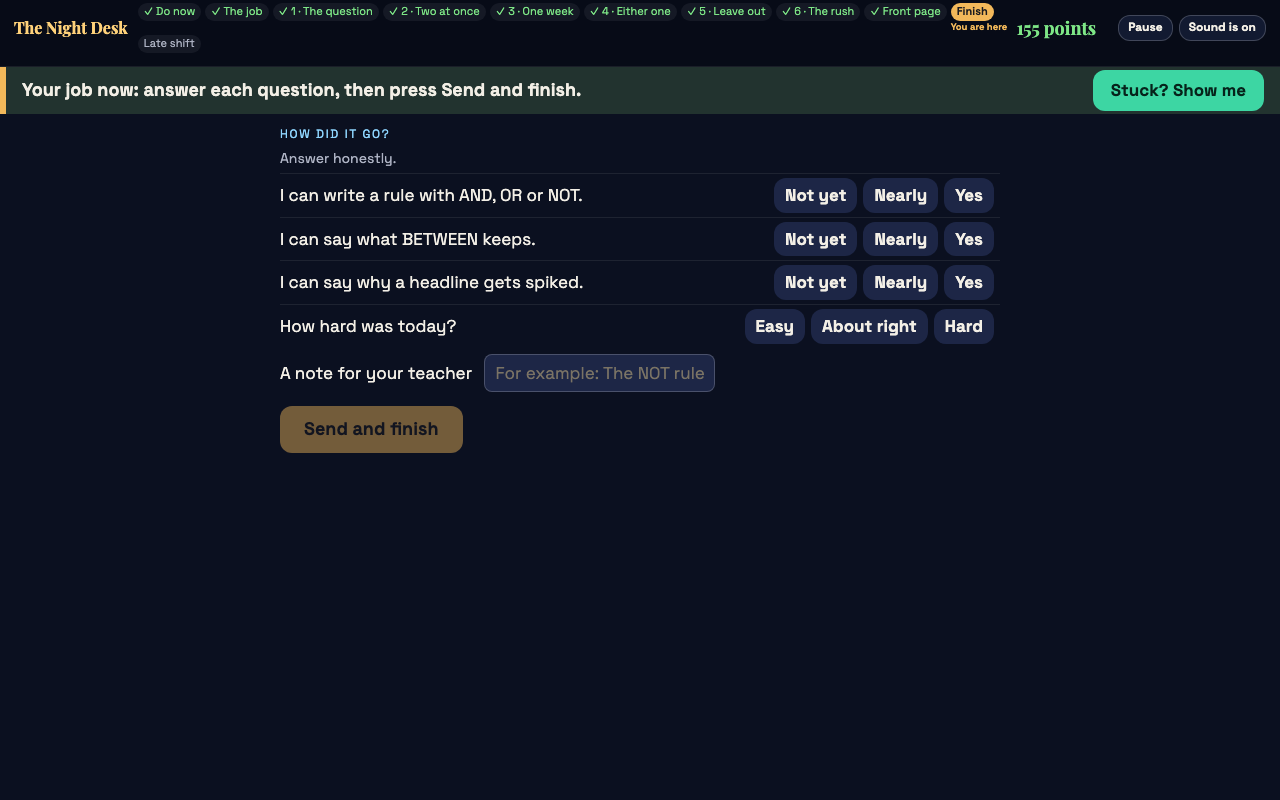 The Night Desk
✓ Do now
✓ The job
✓ 1 · The question
✓ 2 · Two at once
✓ 3 · One week
✓ 4 · Either one
✓ 5 · Leave out
✓ 6 · The rush
✓ Front page
Finish
You are here
Late shift
155 points
Pause
Sound is on
Your job now: answer each question, then press Send and finish.
Stuck? Show me
HOW DID IT GO?
Answer honestly.
I can write a rule with AND, OR or NOT. Not yet Nearly Yes
I can say what BETWEEN keeps. Not yet Nearly Yes
I can say why a headline gets spiked. Not yet Nearly Yes
How hard was today? Easy About right Hard
A note for your teacher For example: The NOT rule
Send and finish